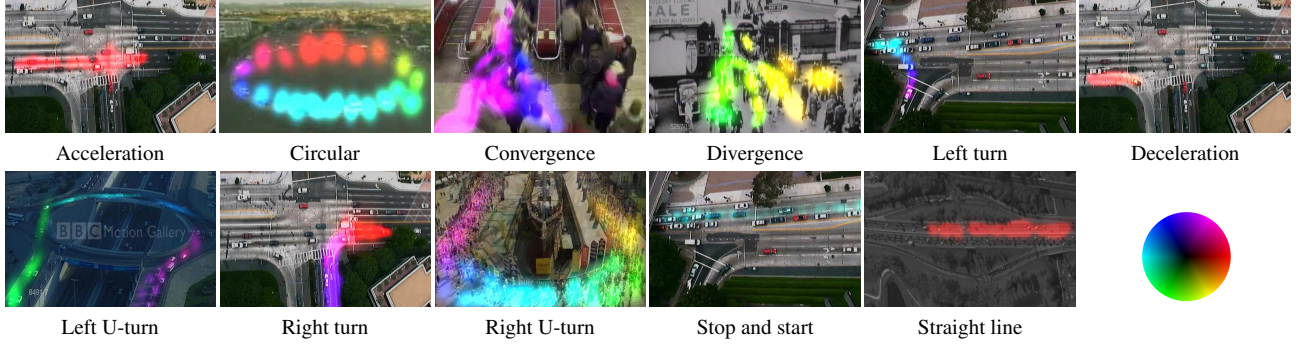 Acceleration
Circular
Convergence
Divergence
Left turn
Deceleration
BBC Motion Gallery
Left U-turn
Right turn
Right U-turn
Stop and start
Straight line